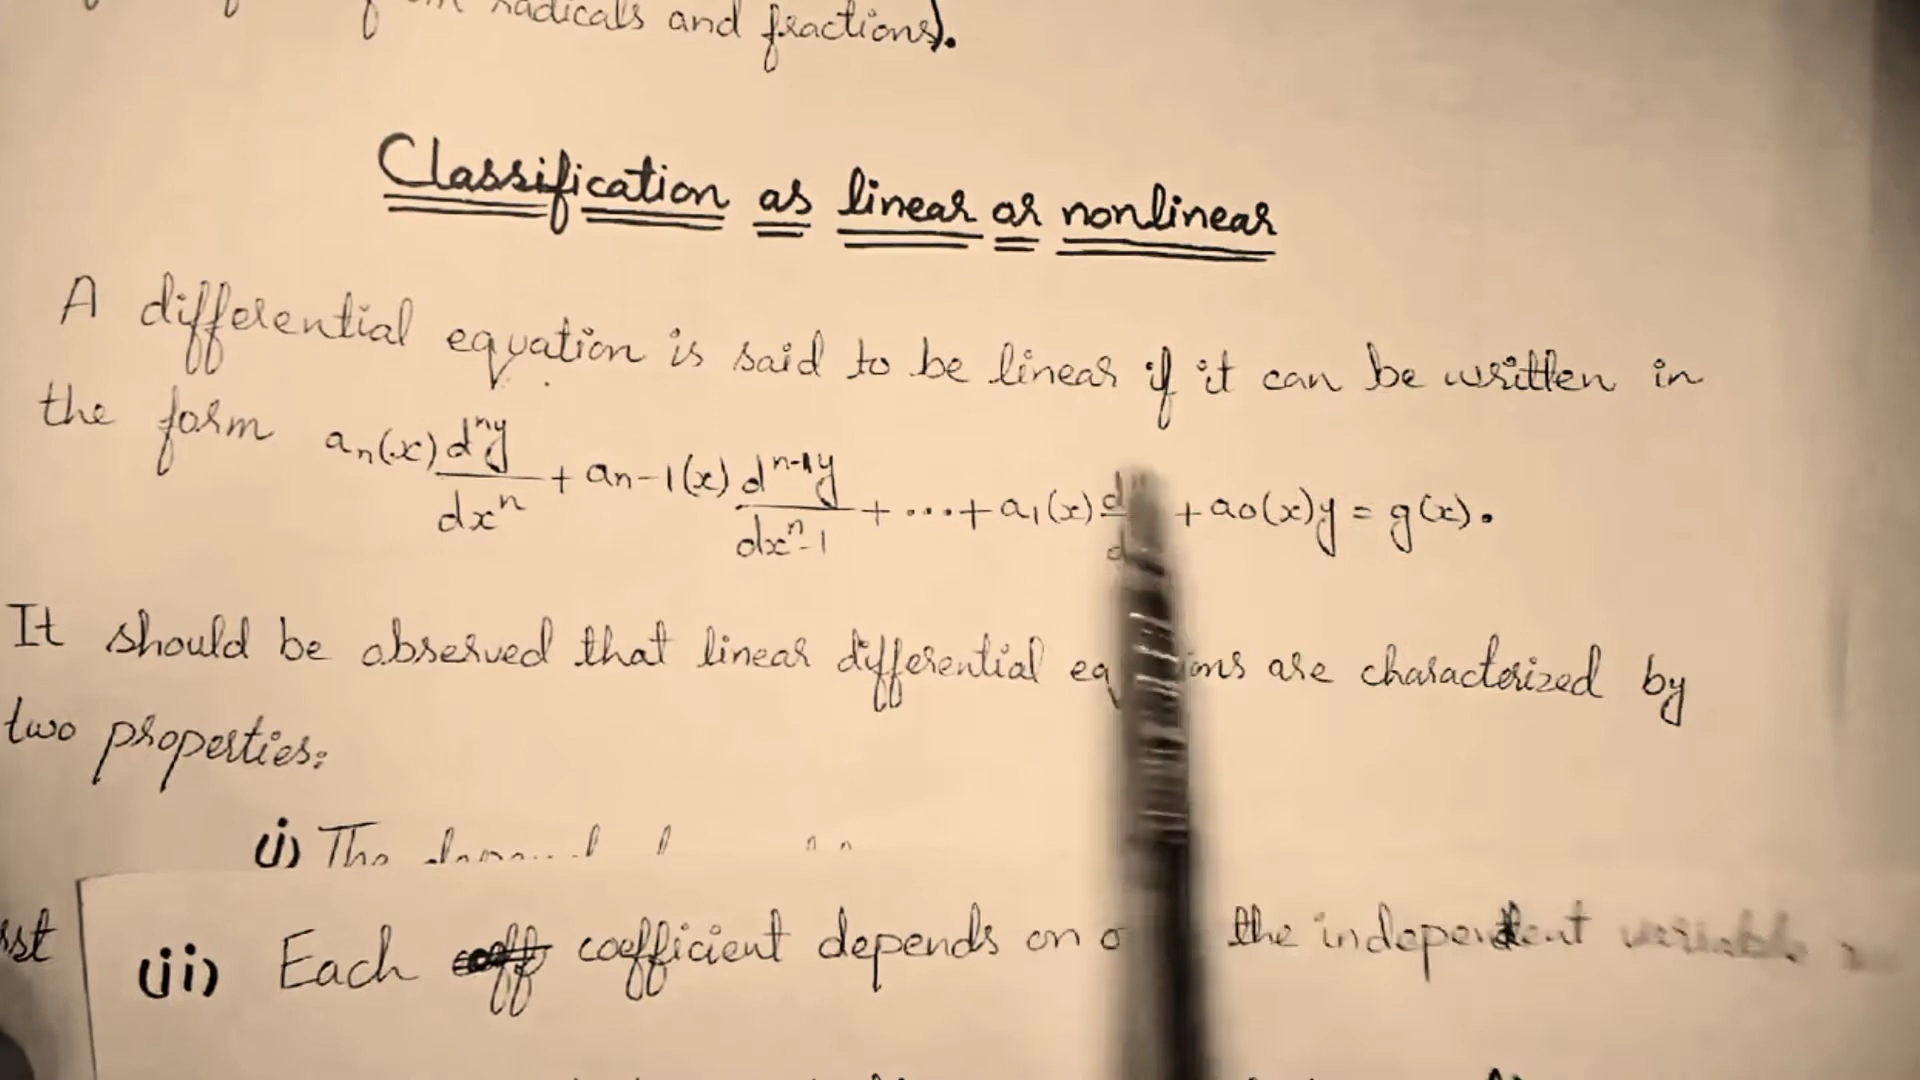 radicals and fractions).
Classification as linear or nonlinear
A differential equation is said to be linear if it can be written in
the form an(x) dⁿy/dxⁿ + an-1(x) dⁿ⁻¹y/dxⁿ-1 + ... + a1(x) + a0(x)y = g(x).
It should be observed that linear differential are characterized by
two properties:
(i) The
(ii) Each coefficient depends on the independent variable